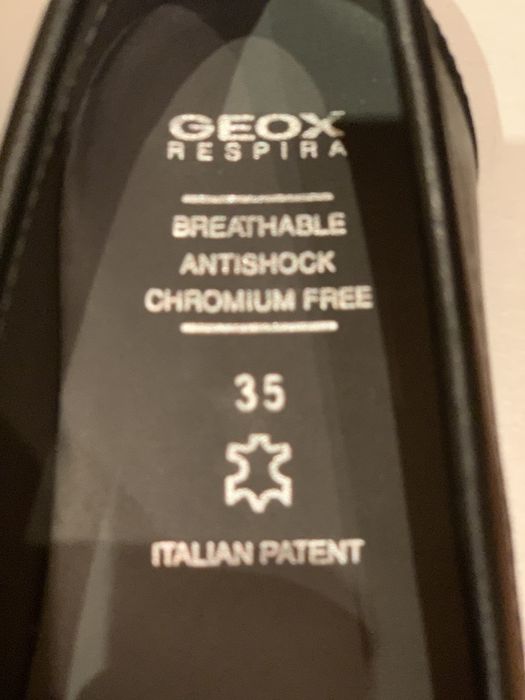 GEOX
RESPIRA
BREATHABLE
ANTISHOCK
CHROMIUM FREE
35
ITALIAN PATENT